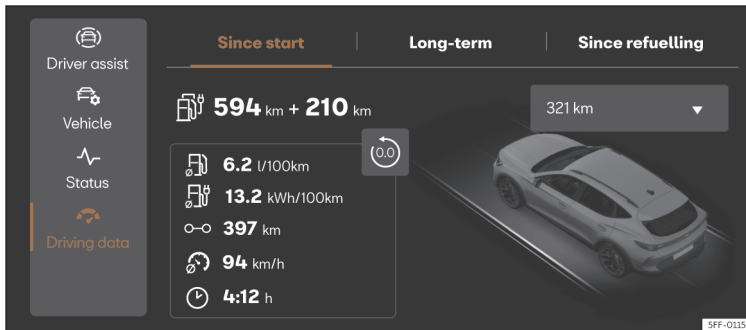 Driver assist
Vehicle
Status
Driving data
Since start
Long-term
Since refuelling
594 km + 210 km
321 km
(0.0)
6.2 l/100km
13.2 kWh/100km
397 km
94 km/h
4:12 h
5FF-0115